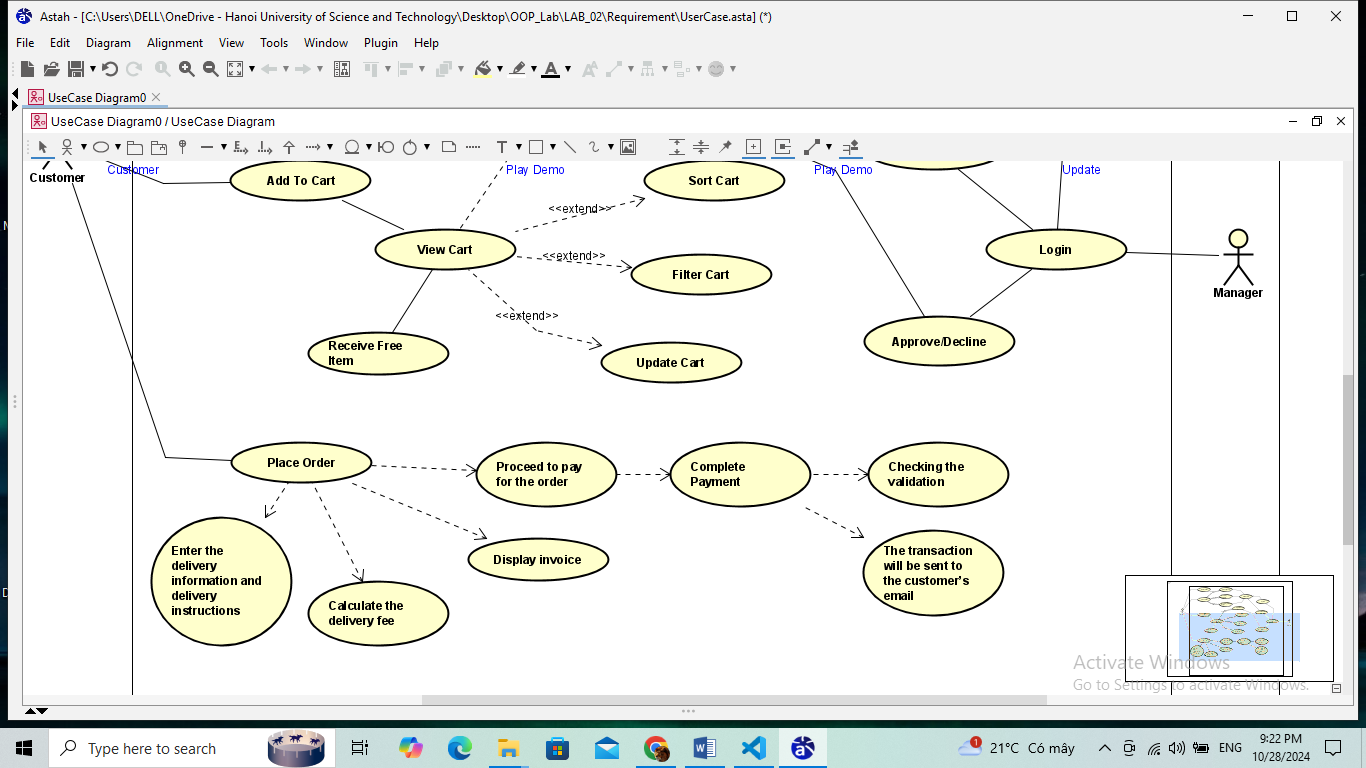 Astah - [C:\Users\DELL\OneDrive - Hanoi University of Science and Technology\Desktop\OOP_Lab\LAB_02\Requirement\UserCase.asta] (*)
File Edit Diagram Alignment View Tools Window Plugin Help
UseCase Diagram0
UseCase Diagram0 / UseCase Diagram
Customer
Customer
Add To Cart
Play Demo
Sort Cart
Play Demo
Update
<<extend>>
View Cart
<<extend>>
Filter Cart
Login
Manager
<<extend>>
Receive Free
Item
Update Cart
Approve/Decline
Place Order
Proceed to pay
for the order
Complete
Payment
Checking the
validation
Enter the
delivery
information and
delivery
instructions
Calculate the
delivery fee
Display invoice
The transaction
will be sent to
the customer's
email
Activate Windows
Go to Settings to activate Windows.
Type here to search
1
21°C Có mây
ENG
9:22 PM
10/28/2024